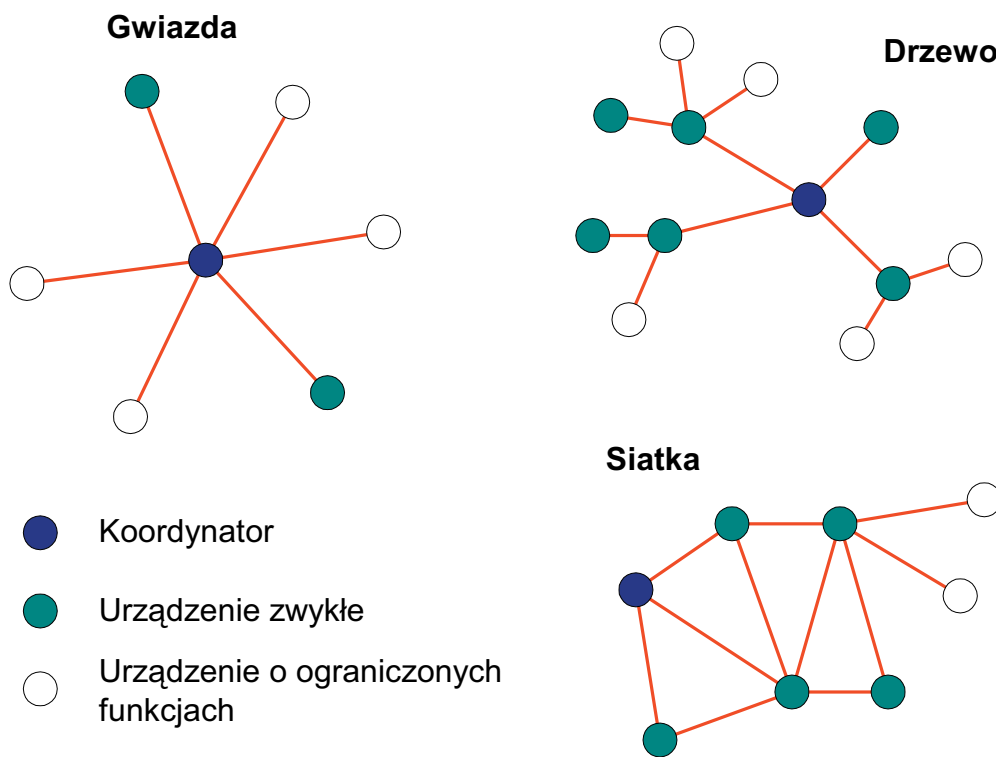 Gwiazda
Drzewo
Siatka
Koordynator
Urządzenie zwykłe
Urządzenie o ograniczonych
funkcjach